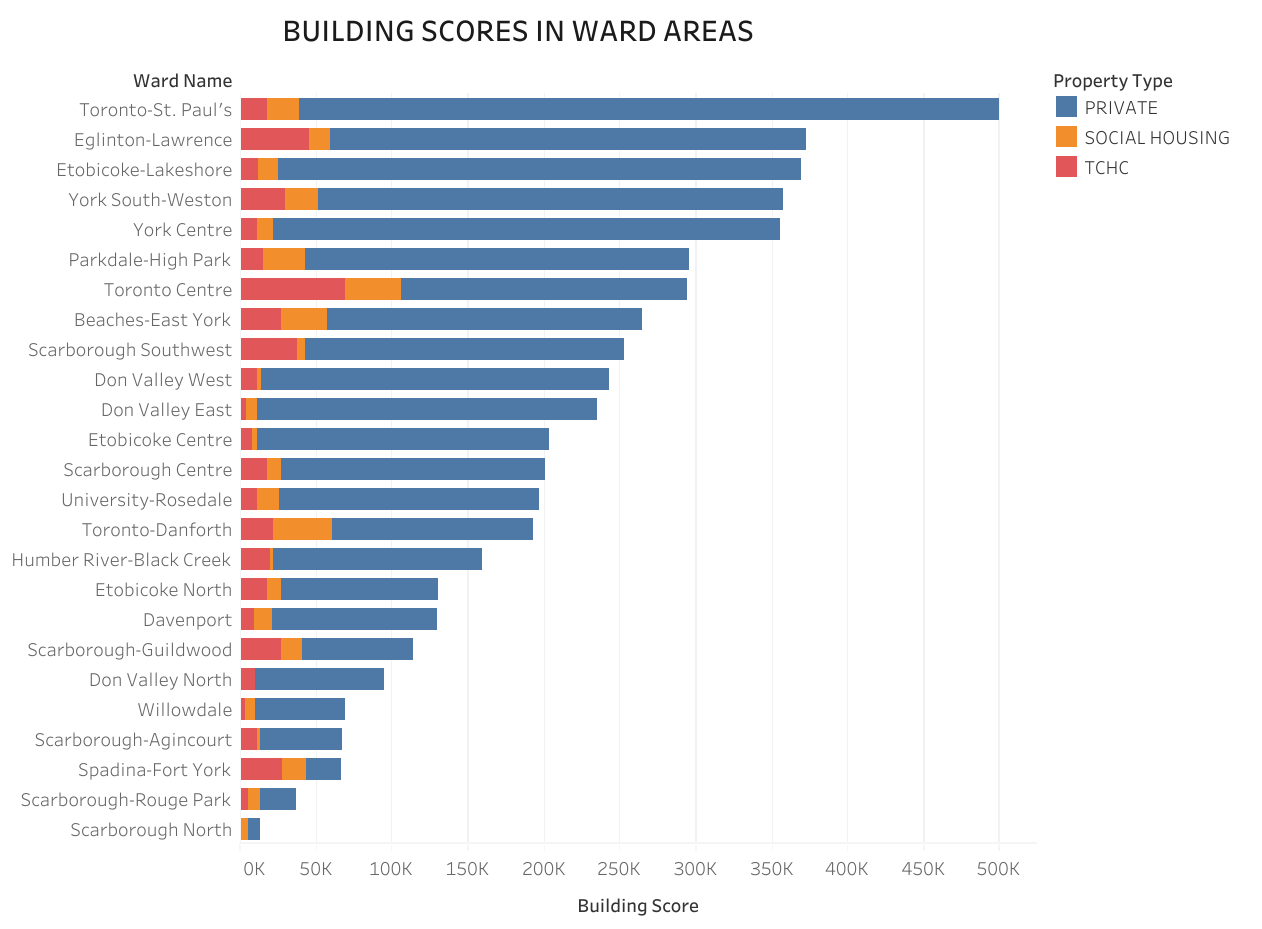 BUILDING SCORES IN WARD AREAS
Ward Name
Toronto-St. Paul's
Eglinton-Lawrence
Etobicoke-Lakeshore
York South-Weston
York Centre
Parkdale-High Park
Toronto Centre
Beaches-East York
Scarborough Southwest
Don Valley West
Don Valley East
Etobicoke Centre
Scarborough Centre
University-Rosedale
Toronto-Danforth
Humber River-Black Creek
Etobicoke North
Davenport
Scarborough-Guildwood
Don Valley North
Willowdale
Scarborough-Agincourt
Spadina-Fort York
Scarborough-Rouge Park
Scarborough North
0K 50K 100K 150K 200K 250K 300K 350K 400K 450K 500K
Building Score
Property Type
PRIVATE
SOCIAL HOUSING
TCHC